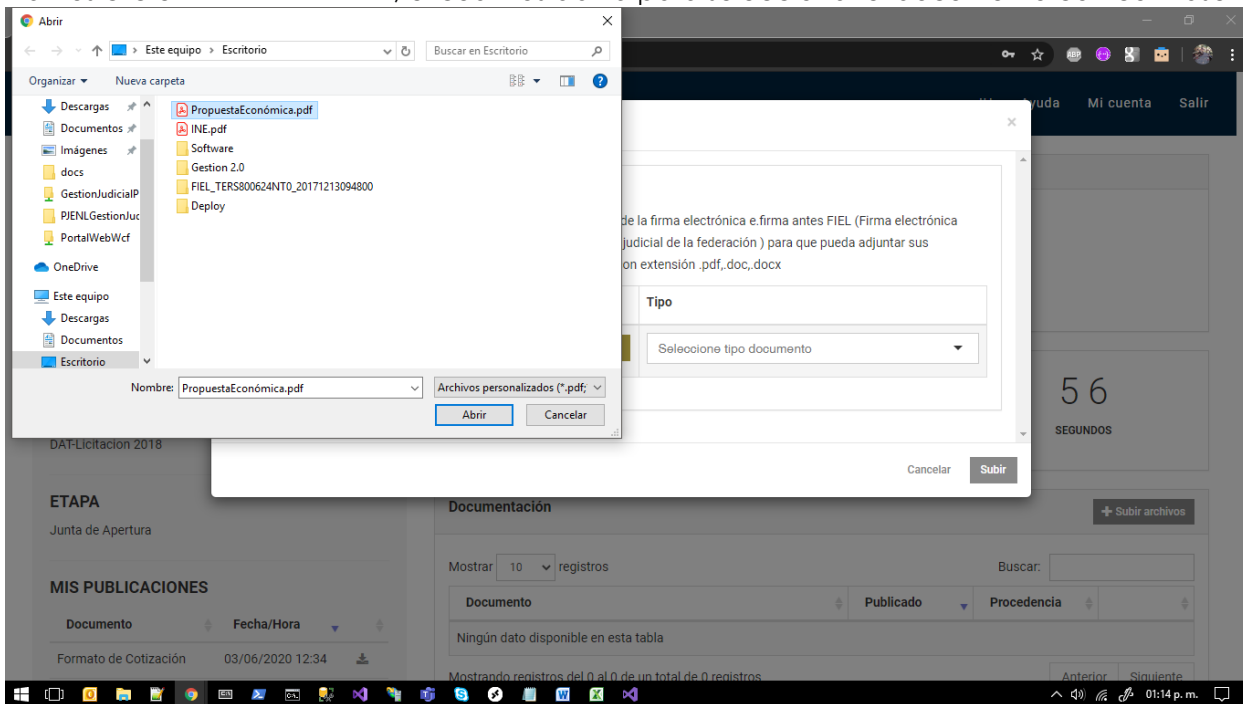 Abrir
Este equipo > Escritorio
Buscar en Escritorio
Organizar
Nueva carpeta
Descargas
Documentos
Imágenes
docs
GestionJudicialP
PJENLGestionJuc
PortalWebWcf
OneDrive
Este equipo
Descargas
Documentos
Escritorio
PropuestaEconómica.pdf
INE.pdf
Software
Gestion 2.0
FIEL_TERS800624NT0_20171213094800
Deploy
Nombre: PropuestaEconómica.pdf
Archivos personalizados (*.pdf;
Abrir
Cancelar
ABP
yuda
Mi cuenta
Salir
de la firma electrónica e.firma antes FIEL (Firma electrónica
judicial de la federación ) para que pueda adjuntar sus
on extensión .pdf,.doc,.docx
Tipo
Seleccione tipo documento
Cancelar
Subir
56
SEGUNDOS
DAT-Licitacion 2018
ETAPA
Junta de Apertura
MIS PUBLICACIONES
Documento Fecha/Hora
Formato de Cotización 03/06/2020 12:34
Documentación
+ Subir archivos
Mostrar 10 registros
Buscar:
Documento Publicado Procedencia
Ningún dato disponible en esta tabla
Mostrando registros del 0 al 0 de un total de 0 registros
Anterior Siguiente
01:14 p. m.